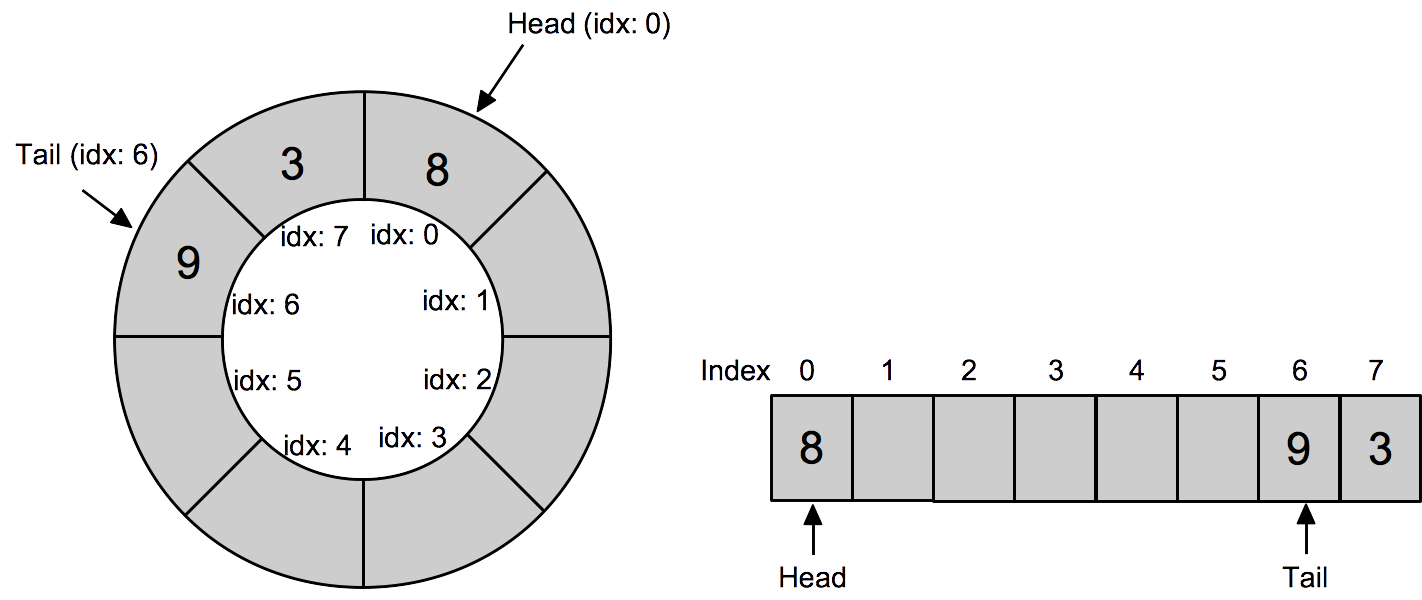 Head (idx: 0)
Tail (idx: 6)
3 8
9
idx: 7 idx: 0
idx: 6 idx: 1
idx: 5 idx: 2
idx: 4 idx: 3
Index 0 1 2 3 4 5 6 7
8 9 3
Head Tail